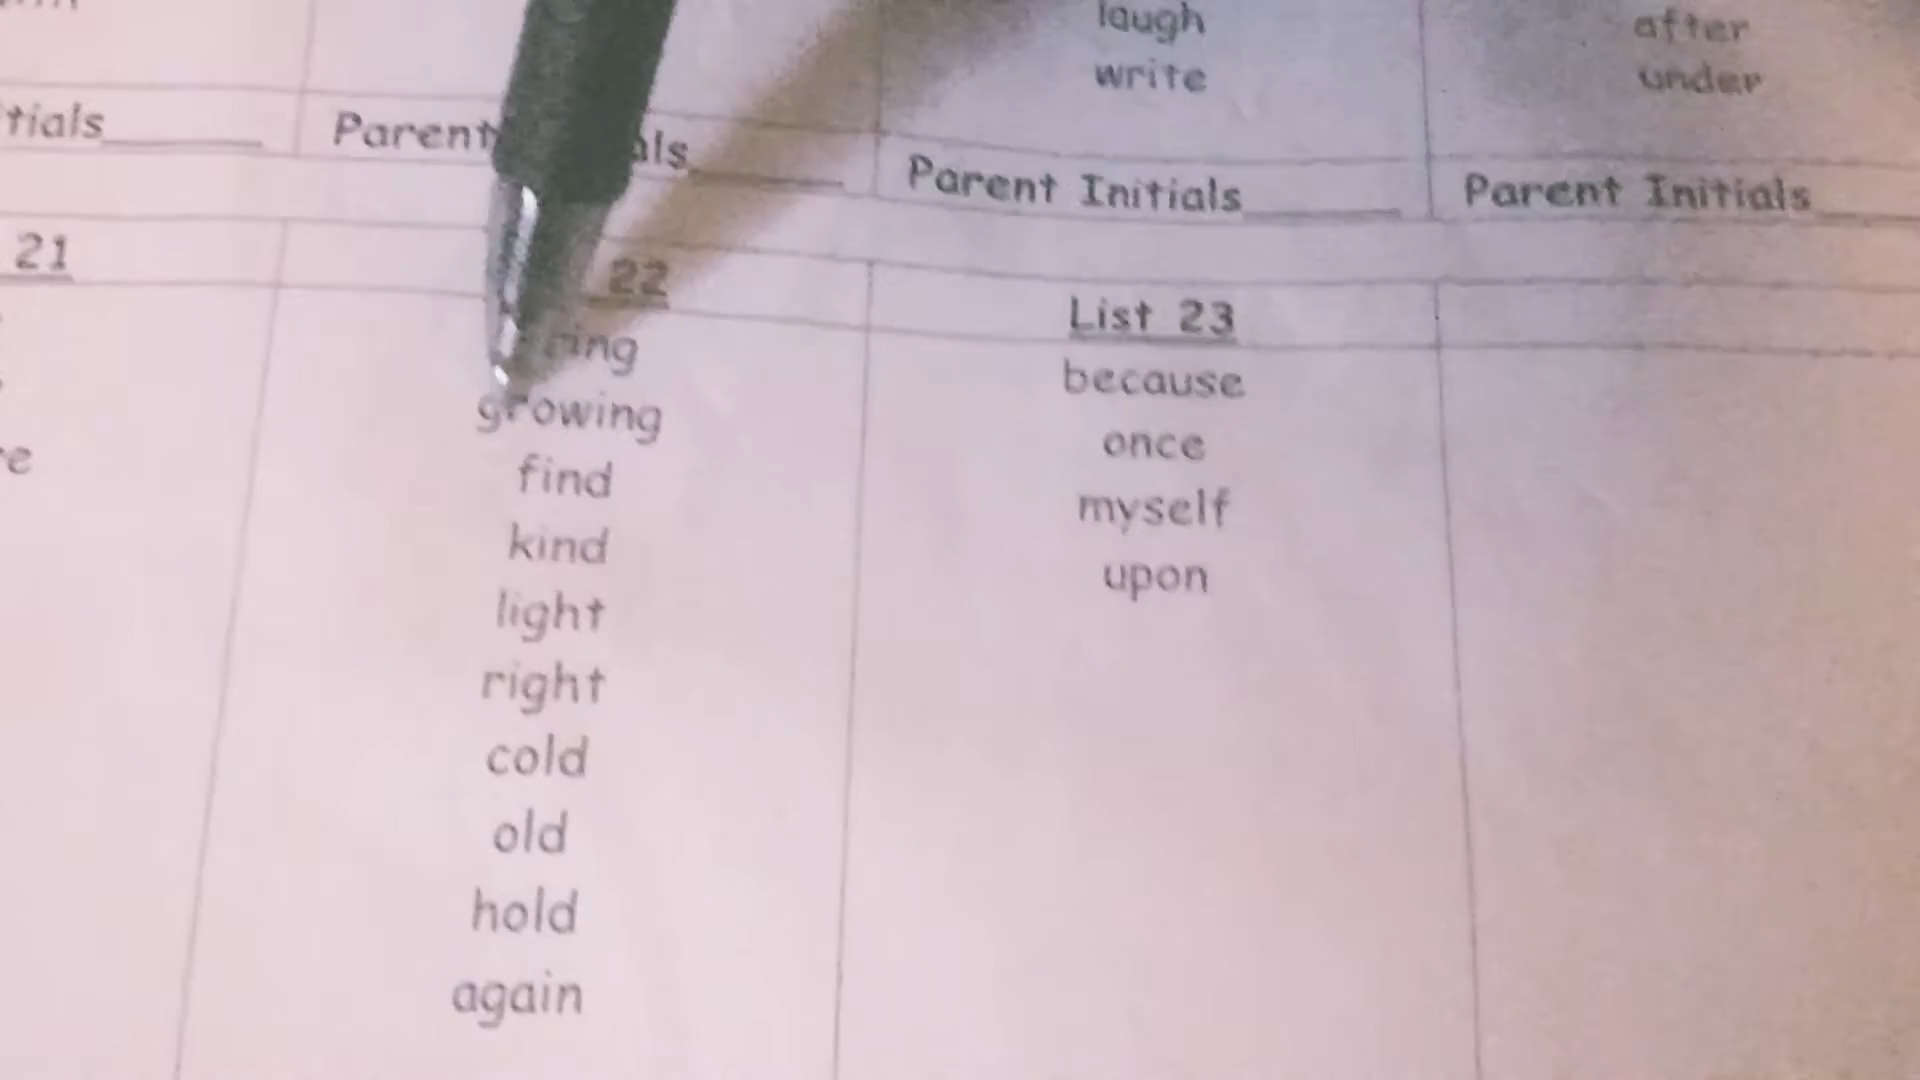 laugh
write
after
under
Parent
Parent Initials
Parent Initials
21
22
growing
find
kind
light
right
cold
old
hold
again
List 23
because
once
myself
upon